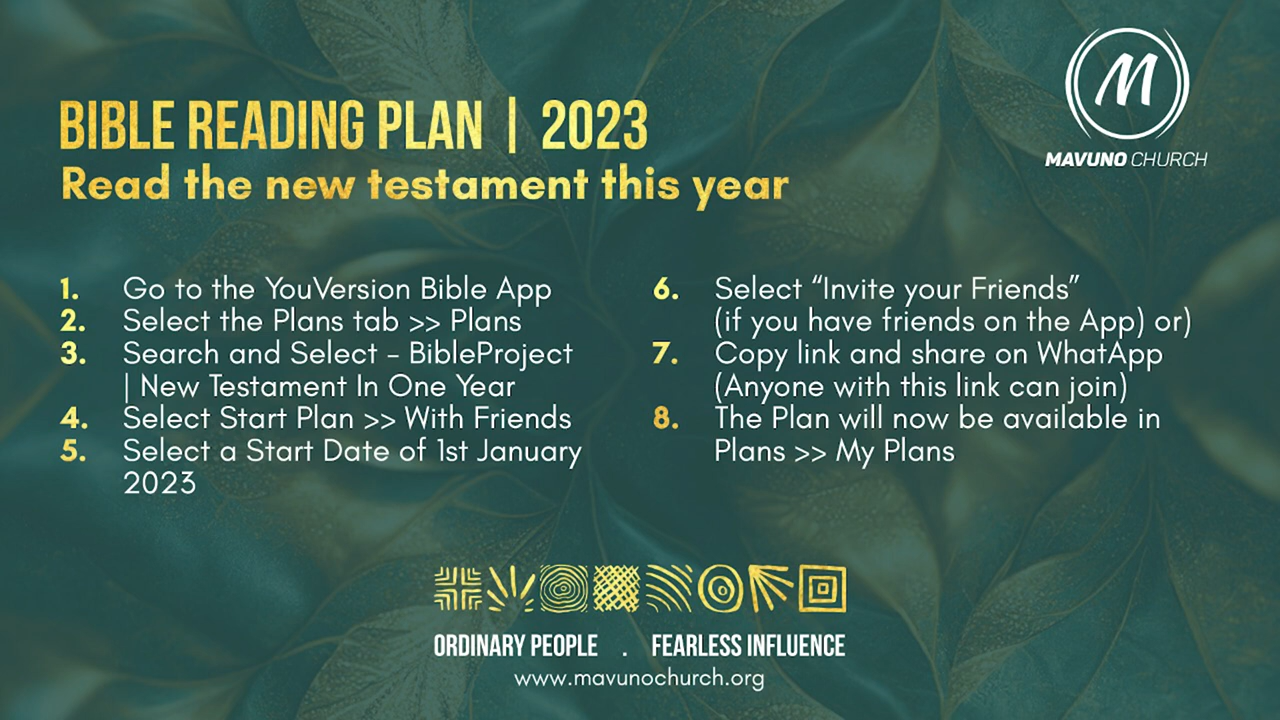 BIBLE READING PLAN | 2023
Read the new testament this year
M
MAVUNO CHURCH
1. Go to the YouVersion Bible App
2. Select the Plans tab >> Plans
3. Search and Select - BibleProject
| New Testament In One Year
4. Select Start Plan >> With Friends
5. Select a Start Date of 1st January
2023
6. Select “Invite your Friends”
(if you have friends on the App) or)
7. Copy link and share on WhatApp
(Anyone with this link can join)
8. The Plan will now be available in
Plans >> My Plans
ORDINARY PEOPLE . FEARLESS INFLUENCE
www.mavunochurch.org